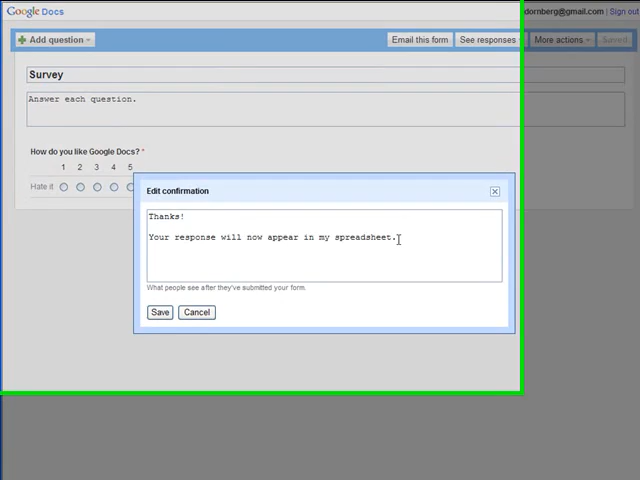 Google Docs
dornberg@gmail.com | Sign out
Add question
Email this form
See responses
More actions
Saved
Survey
Answer each question.
How do you like Google Docs? *
1 2 3 4 5
Hate it
Edit confirmation
Thanks!
Your response will now appear in my spreadsheet.
What people see after they've submitted your form.
Save Cancel